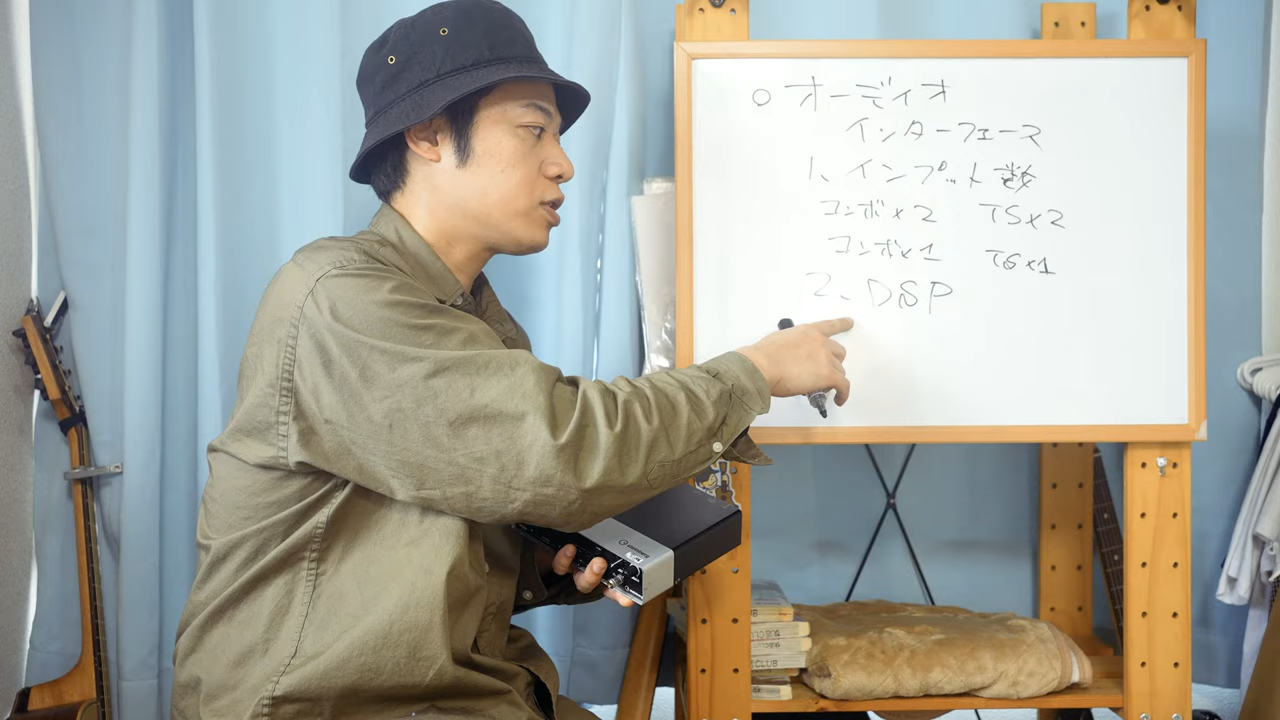 ○ オーディオ
インターフェース
1、インプット数
コンボ×2 TS×2
コンボ×1 TS×1
2、DSP
CLUB